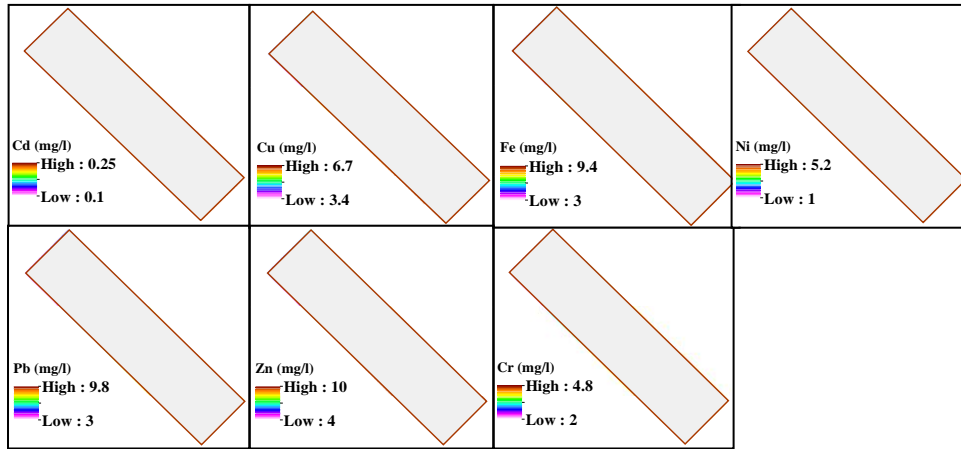 Cd (mg/l)
High : 0.25
Low : 0.1
Cu (mg/l)
High : 6.7
Low : 3.4
Fe (mg/l)
High : 9.4
Low : 3
Ni (mg/l)
High : 5.2
Low : 1
Pb (mg/l)
High : 9.8
Low : 3
Zn (mg/l)
High : 10
Low : 4
Cr (mg/l)
High : 4.8
Low : 2